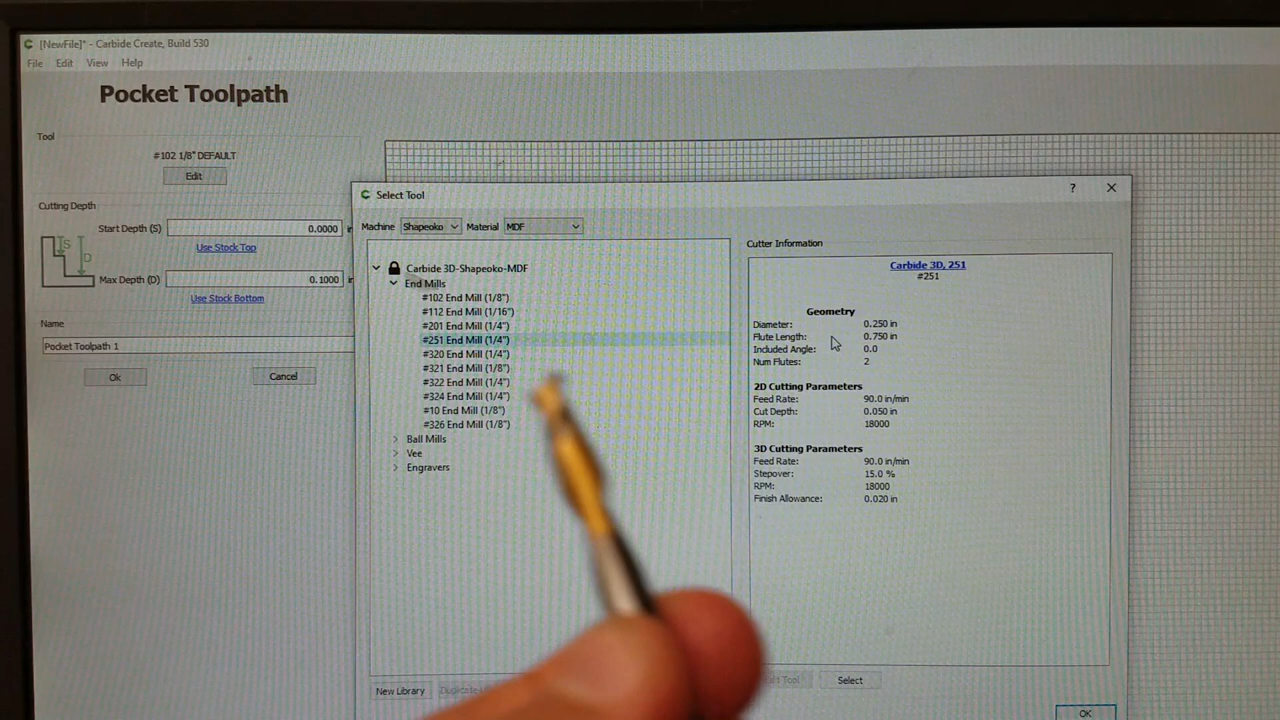 [NewFile]* - Carbide Create, Build 530
File Edit View Help
Pocket Toolpath
Tool
#102 1/8" DEFAULT
Edit
Cutting Depth
Start Depth (S) 0.0000
Use Stock Top
S
D
Max Depth (D) 0.1000
Use Stock Bottom
Name
Pocket Toolpath 1
Ok Cancel
Select Tool
? ×
Machine Shapeoko Material MDF
Carbide 3D-Shapeoko-MDF
End Mills
#102 End Mill (1/8")
#112 End Mill (1/16")
#201 End Mill (1/4")
#251 End Mill (1/4")
#320 End Mill (1/4")
#321 End Mill (1/8")
#322 End Mill (1/4")
#324 End Mill (1/4")
#10 End Mill (1/8")
#326 End Mill (1/8")
Ball Mills
Vee
Engravers
New Library Duplicate
Cutter Information
Carbide 3D, 251
#251
Geometry
Diameter: 0.250 in
Flute Length: 0.750 in
Included Angle: 0.0
Num Flutes: 2
2D Cutting Parameters
Feed Rate: 90.0 in/min
Cut Depth: 0.050 in
RPM: 18000
3D Cutting Parameters
Feed Rate: 90.0 in/min
Stepover: 15.0 %
RPM: 18000
Finish Allowance: 0.020 in
Tool Select
OK